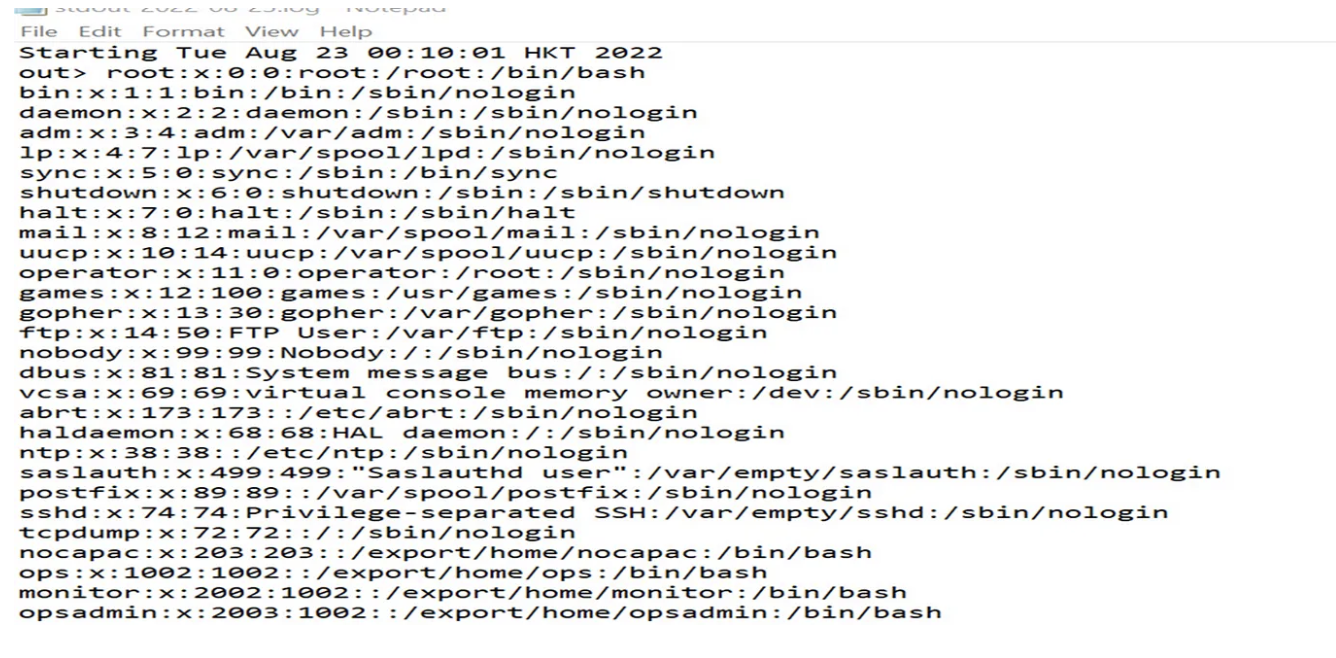 File Edit Format View Help
Starting Tue Aug 23 00:10:01 HKT 2022
out> root:x:0:0:root:/root:/bin/bash
bin:x:1:1:bin:/bin:/sbin/nologin
daemon:x:2:2:daemon:/sbin:/sbin/nologin
adm:x:3:4:adm:/var/adm:/sbin/nologin
lp:x:4:7:lp:/var/spool/lpd:/sbin/nologin
sync:x:5:0:sync:/sbin:/bin/sync
shutdown:x:6:0:shutdown:/sbin:/sbin/shutdown
halt:x:7:0:halt:/sbin:/sbin/halt
mail:x:8:12:mail:/var/spool/mail:/sbin/nologin
uucp:x:10:14:uucp:/var/spool/uucp:/sbin/nologin
operator:x:11:0:operator:/root:/sbin/nologin
games:x:12:100:games:/usr/games:/sbin/nologin
gopher:x:13:30:gopher:/var/gopher:/sbin/nologin
ftp:x:14:50:FTP User:/var/ftp:/sbin/nologin
nobody:x:99:99:Nobody:/:/sbin/nologin
dbus:x:81:81:System message bus:/:/sbin/nologin
vcsa:x:69:69:virtual console memory owner:/dev:/sbin/nologin
abrt:x:173:173::/etc/abrt:/sbin/nologin
haldaemon:x:68:68:HAL daemon:/:/sbin/nologin
ntp:x:38:38::/etc/ntp:/sbin/nologin
saslauth:x:499:499:"Saslauthd user":/var/empty/saslauth:/sbin/nologin
postfix:x:89:89::/var/spool/postfix:/sbin/nologin
sshd:x:74:74:Privilege-separated SSH:/var/empty/sshd:/sbin/nologin
tcpdump:x:72:72::/:/sbin/nologin
nocapac:x:203:203::/export/home/nocapac:/bin/bash
ops:x:1002:1002::/export/home/ops:/bin/bash
monitor:x:2002:1002::/export/home/monitor:/bin/bash
opsadmin:x:2003:1002::/export/home/opsadmin:/bin/bash